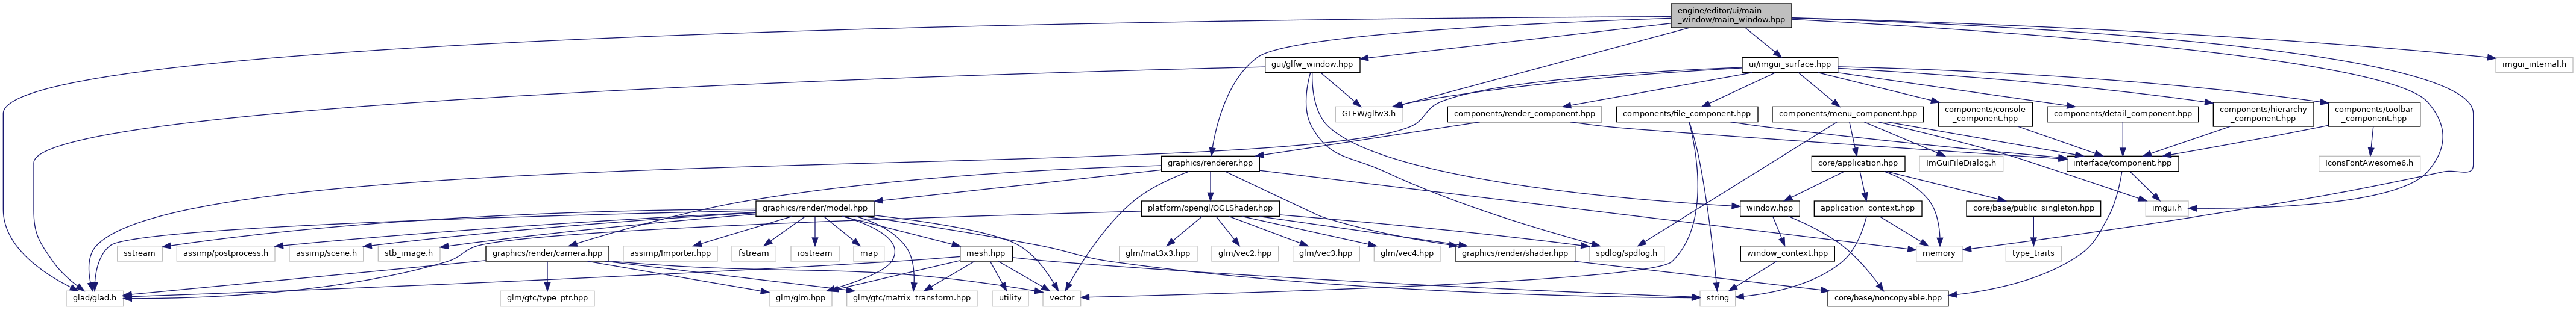 engine/editor/ui/main
_window/main_window.hpp
gui/glfw_window.hpp
ui/imgui_surface.hpp
imgui_internal.h
GLFW/glfw3.h
components/render_component.hpp
components/file_component.hpp
components/menu_component.hpp
components/console
_component.hpp
components/detail_component.hpp
components/hierarchy
_component.hpp
components/toolbar
_component.hpp
graphics/renderer.hpp
core/application.hpp
ImGuiFileDialog.h
interface/component.hpp
IconsFontAwesome6.h
graphics/render/model.hpp
platform/opengl/OGLShader.hpp
window.hpp
application_context.hpp
core/base/public_singleton.hpp
imgui.h
sstream
assimp/postprocess.h
assimp/scene.h
stb_image.h
graphics/render/camera.hpp
assimp/Importer.hpp
fstream
iostream
map
mesh.hpp
glm/mat3x3.hpp
glm/vec2.hpp
glm/vec3.hpp
glm/vec4.hpp
graphics/render/shader.hpp
spdlog/spdlog.h
window_context.hpp
memory
type_traits
glad/glad.h
glm/gtc/type_ptr.hpp
glm/glm.hpp
glm/gtc/matrix_transform.hpp
utility
vector
string
core/base/noncopyable.hpp